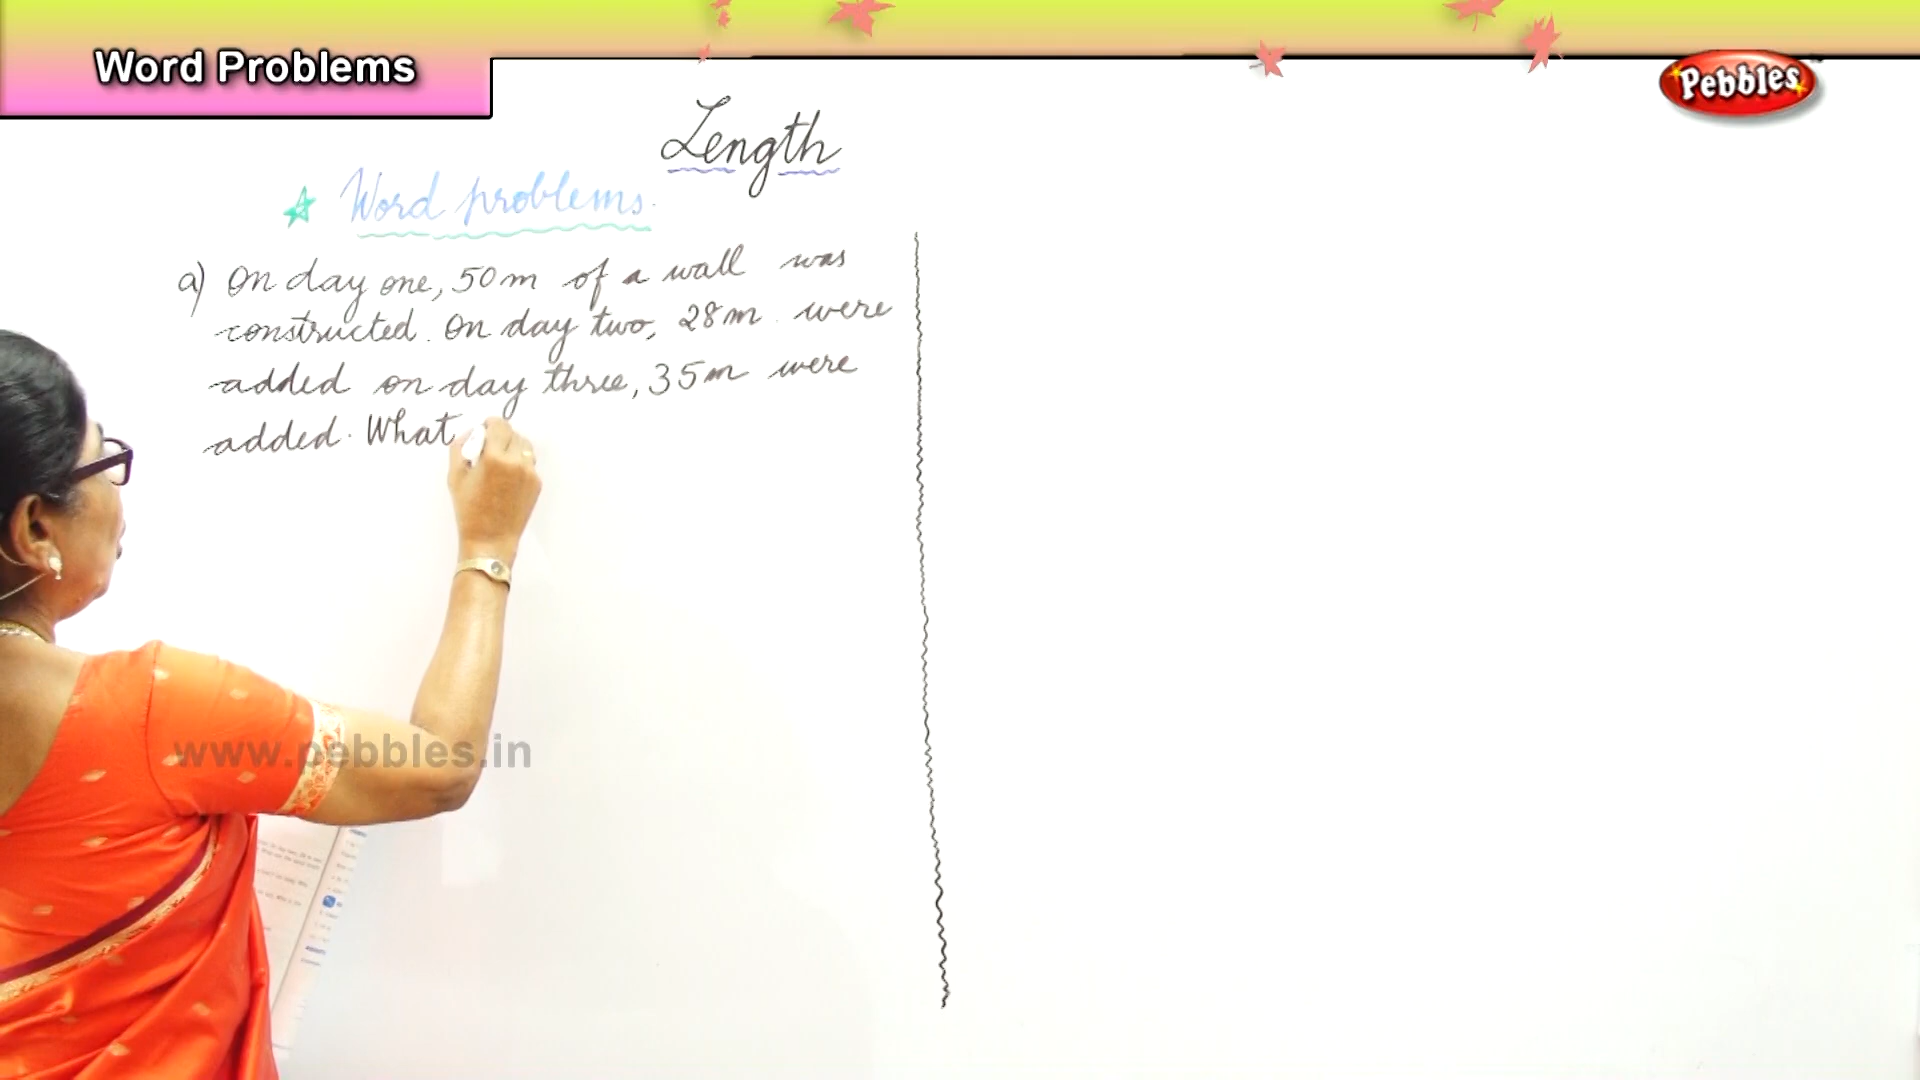 Word Problems
Pebbles
Length
Word problems.
a) On day one, 50m of a wall was
constructed. On day two, 28m were
added on day three, 35m were
added. What
www.pebbles.in